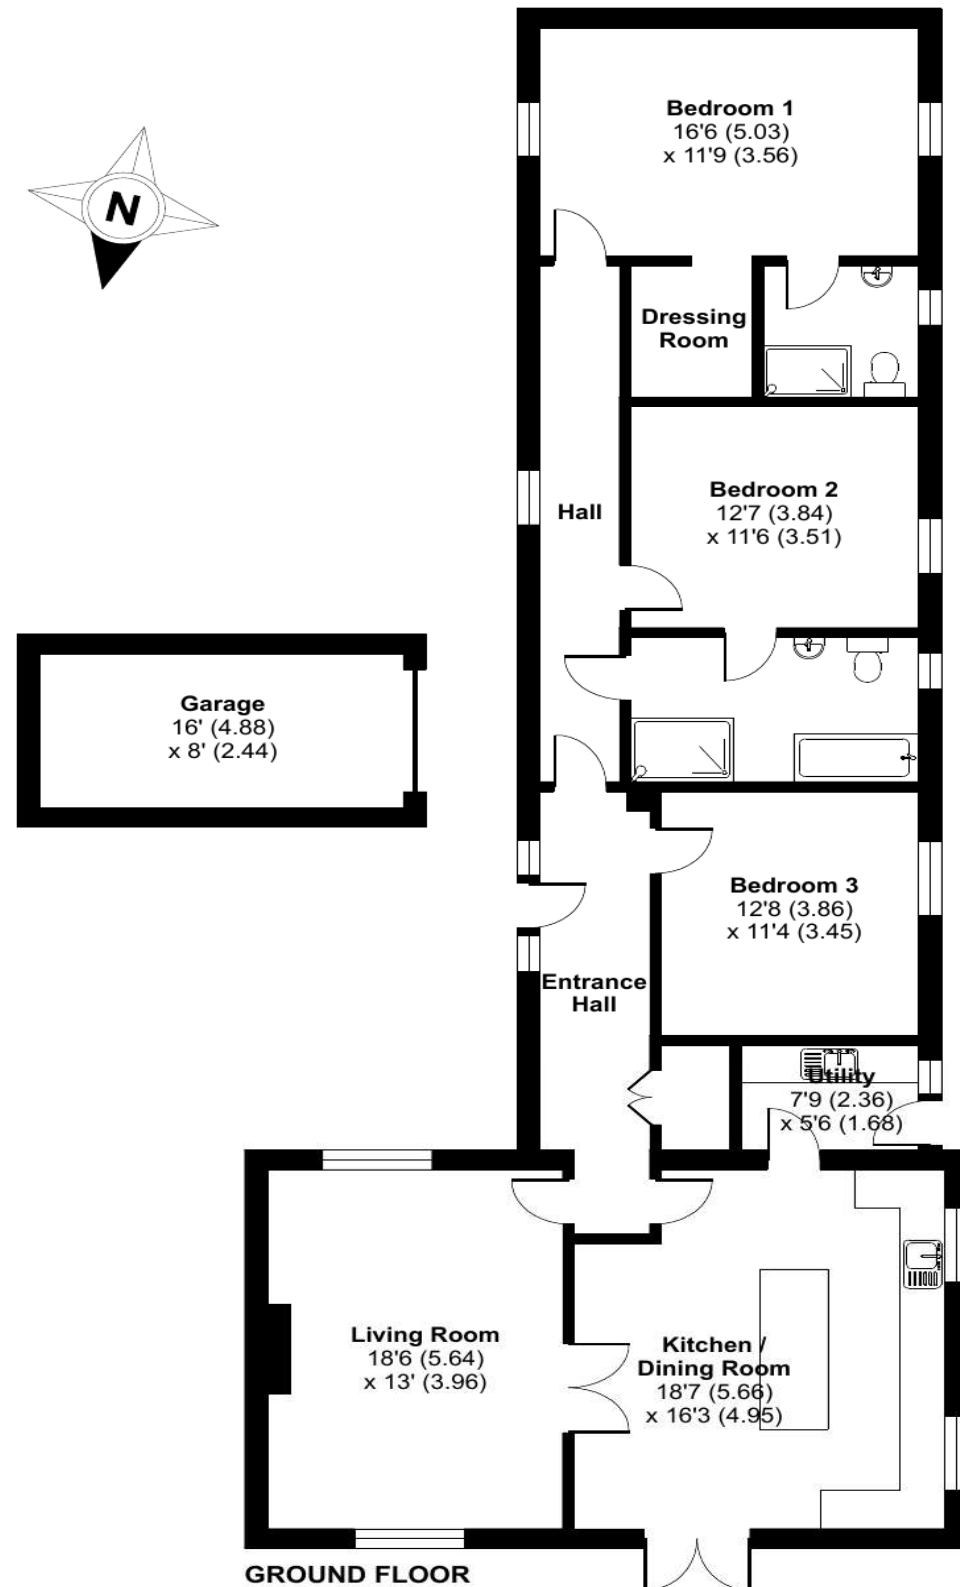 Bedroom 1
16'6 (5.03)
x 11'9 (3.56)
N
Dressing
Room
Bedroom 2
12'7 (3.84)
x 11'6 (3.51)
Hall
Garage
16' (4.88)
x 8' (2.44)
Bedroom 3
12'8 (3.86)
x 11'4 (3.45)
Entrance
Hall
Utility
7'9 (2.36)
x 5'6 (1.68)
Living Room
18'6 (5.64)
x 13' (3.96)
Kitchen /
Dining Room
18'7 (5.66)
x 16'3 (4.95)
GROUND FLOOR